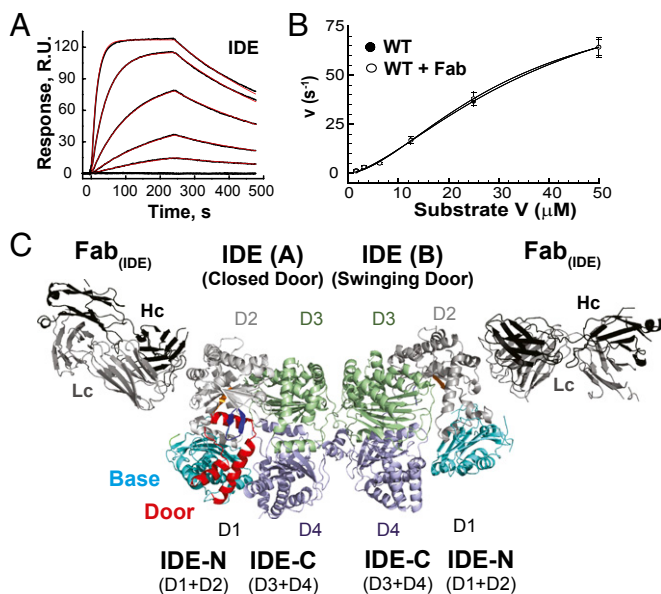 A
IDE
Response, R.U.
120
90
60
30
0
0 100 200 300 400 500
Time, s
B
WT
WT + Fab
v (s⁻¹)
75
50
25
0
0 10 20 30 40 50
Substrate V (μM)
C
Fab(IDE)
IDE (A)
(Closed Door)
IDE (B)
(Swinging Door)
Fab(IDE)
Hc
Lc
D2
D3
D3
D2
Hc
Lc
Base
Door
D1
D4
D4
D1
IDE-N
(D1+D2)
IDE-C
(D3+D4)
IDE-C
(D3+D4)
IDE-N
(D1+D2)